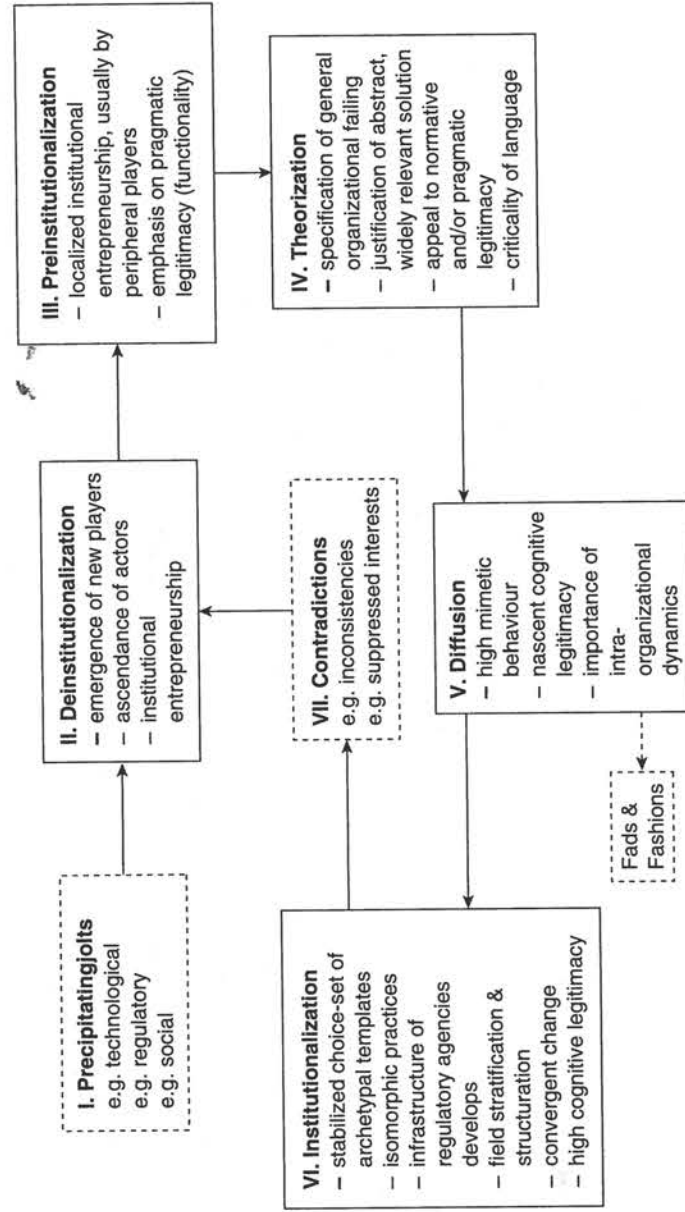 I. Precipitatingjolts
e.g. technological
e.g. regulatory
e.g. social
II. Deinstitutionalization
– emergence of new players
– ascendance of actors
– institutional
entrepreneurship
III. Preinstitutionalization
– localized institutional
entrepreneurship, usually by
peripheral players
– emphasis on pragmatic
legitimacy (functionality)
IV. Theorization
– specification of general
organizational failing
– justification of abstract,
widely relevant solution
– appeal to normative
and/or pragmatic
legitimacy
– criticality of language
V. Diffusion
– high mimetic
behaviour
– nascent cognitive
legitimacy
– importance of
intra-
organizational
dynamics
Fads &
Fashions
VI. Institutionalization
– stabilized choice-set of
archetypal templates
– isomorphic practices
– infrastructure of
regulatory agencies
develops
– field stratification &
structuration
– convergent change
– high cognitive legitimacy
VII. Contradictions
e.g. inconsistencies
e.g. suppressed interests